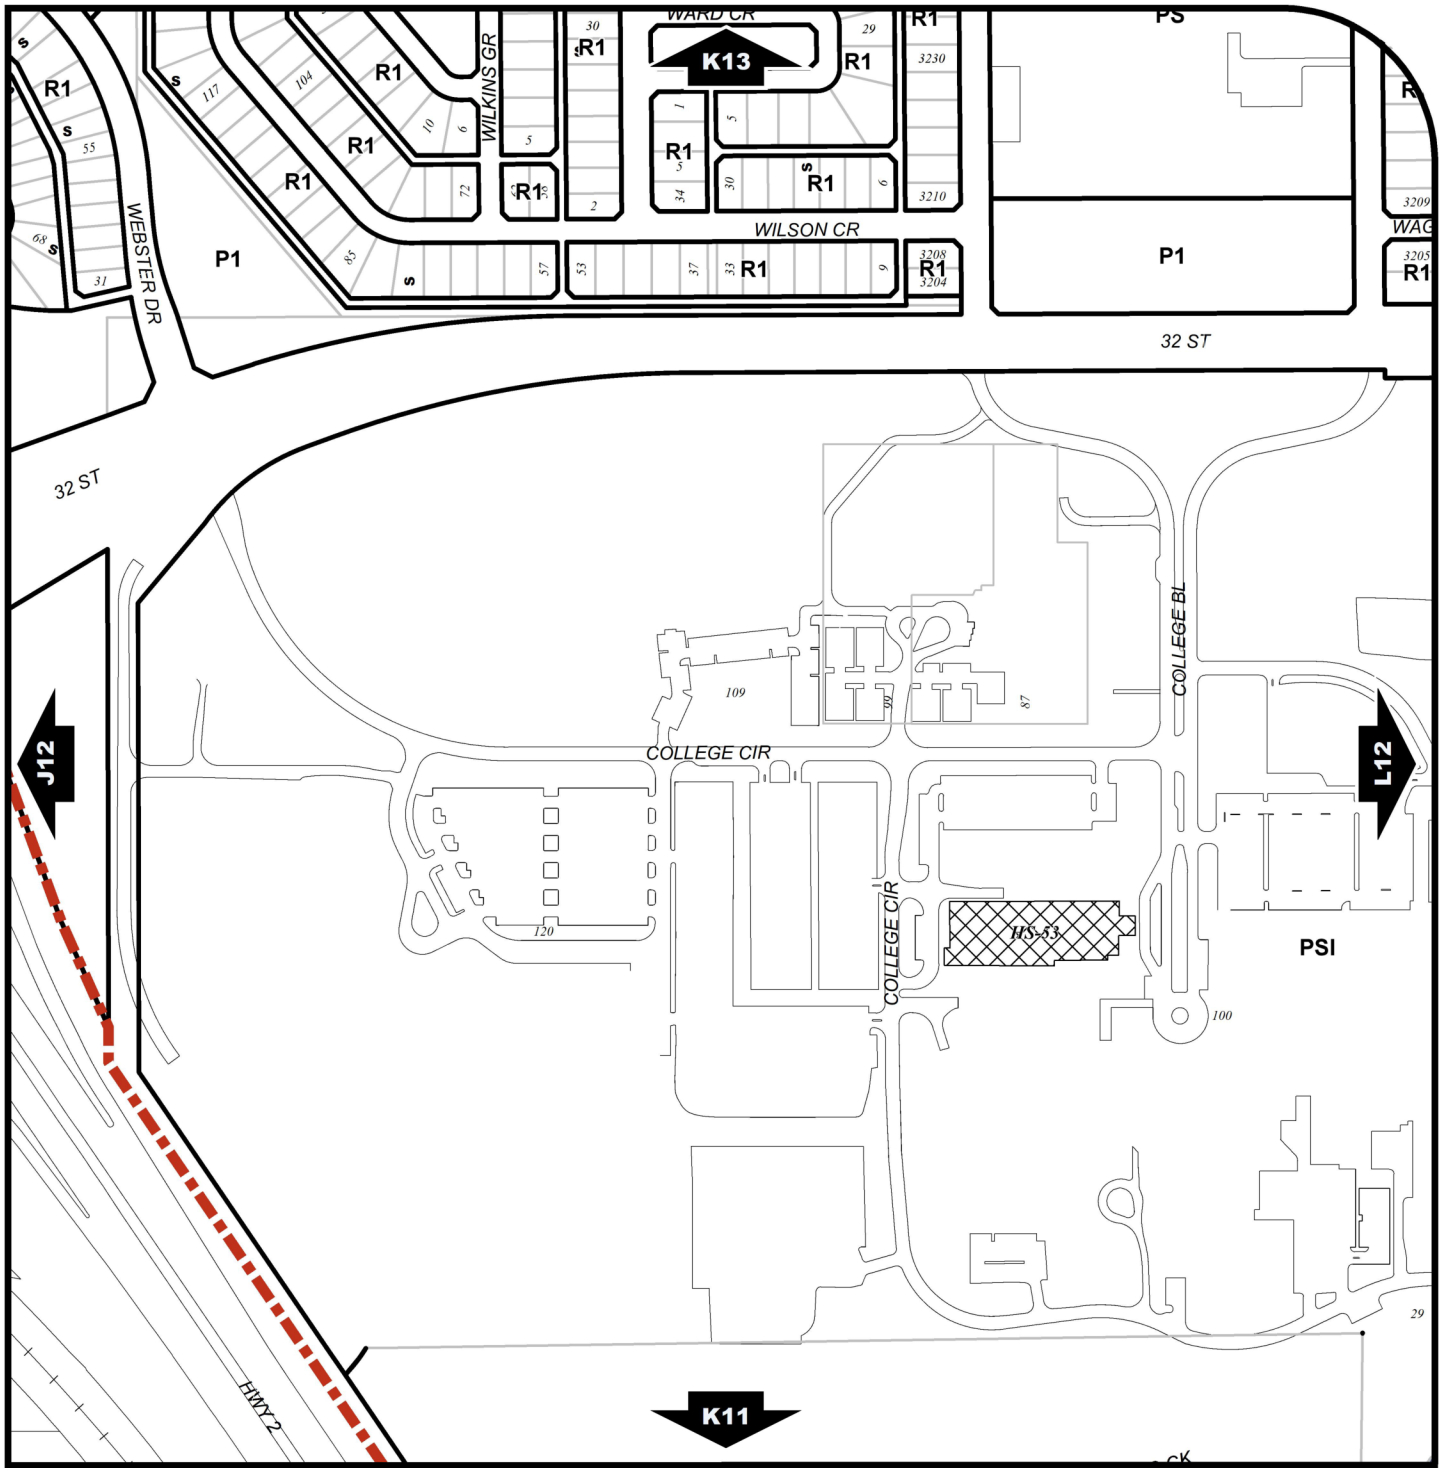 WARD CR
R1
PS
30
29
S
R1
K13
R1
3230
S
R1
S
117
104
R1
WILKINS GR
R1
S
55
10
6
5
1
5
R1
R1
R1
5
S
R1
72
R1
2
34
30
6
3210
3209
68
S
WEBSTER DR
P1
WILSON CR
WAG
85
S
57
53
37
33
R1
9
3208
R1
3204
P1
3205
R1
31
32 ST
32 ST
COLLEGE BL
109
99
87
J12
COLLEGE CIR
L12
120
COLLEGE CIR
HS-53
PSI
100
29
HWY 2
K11
CK